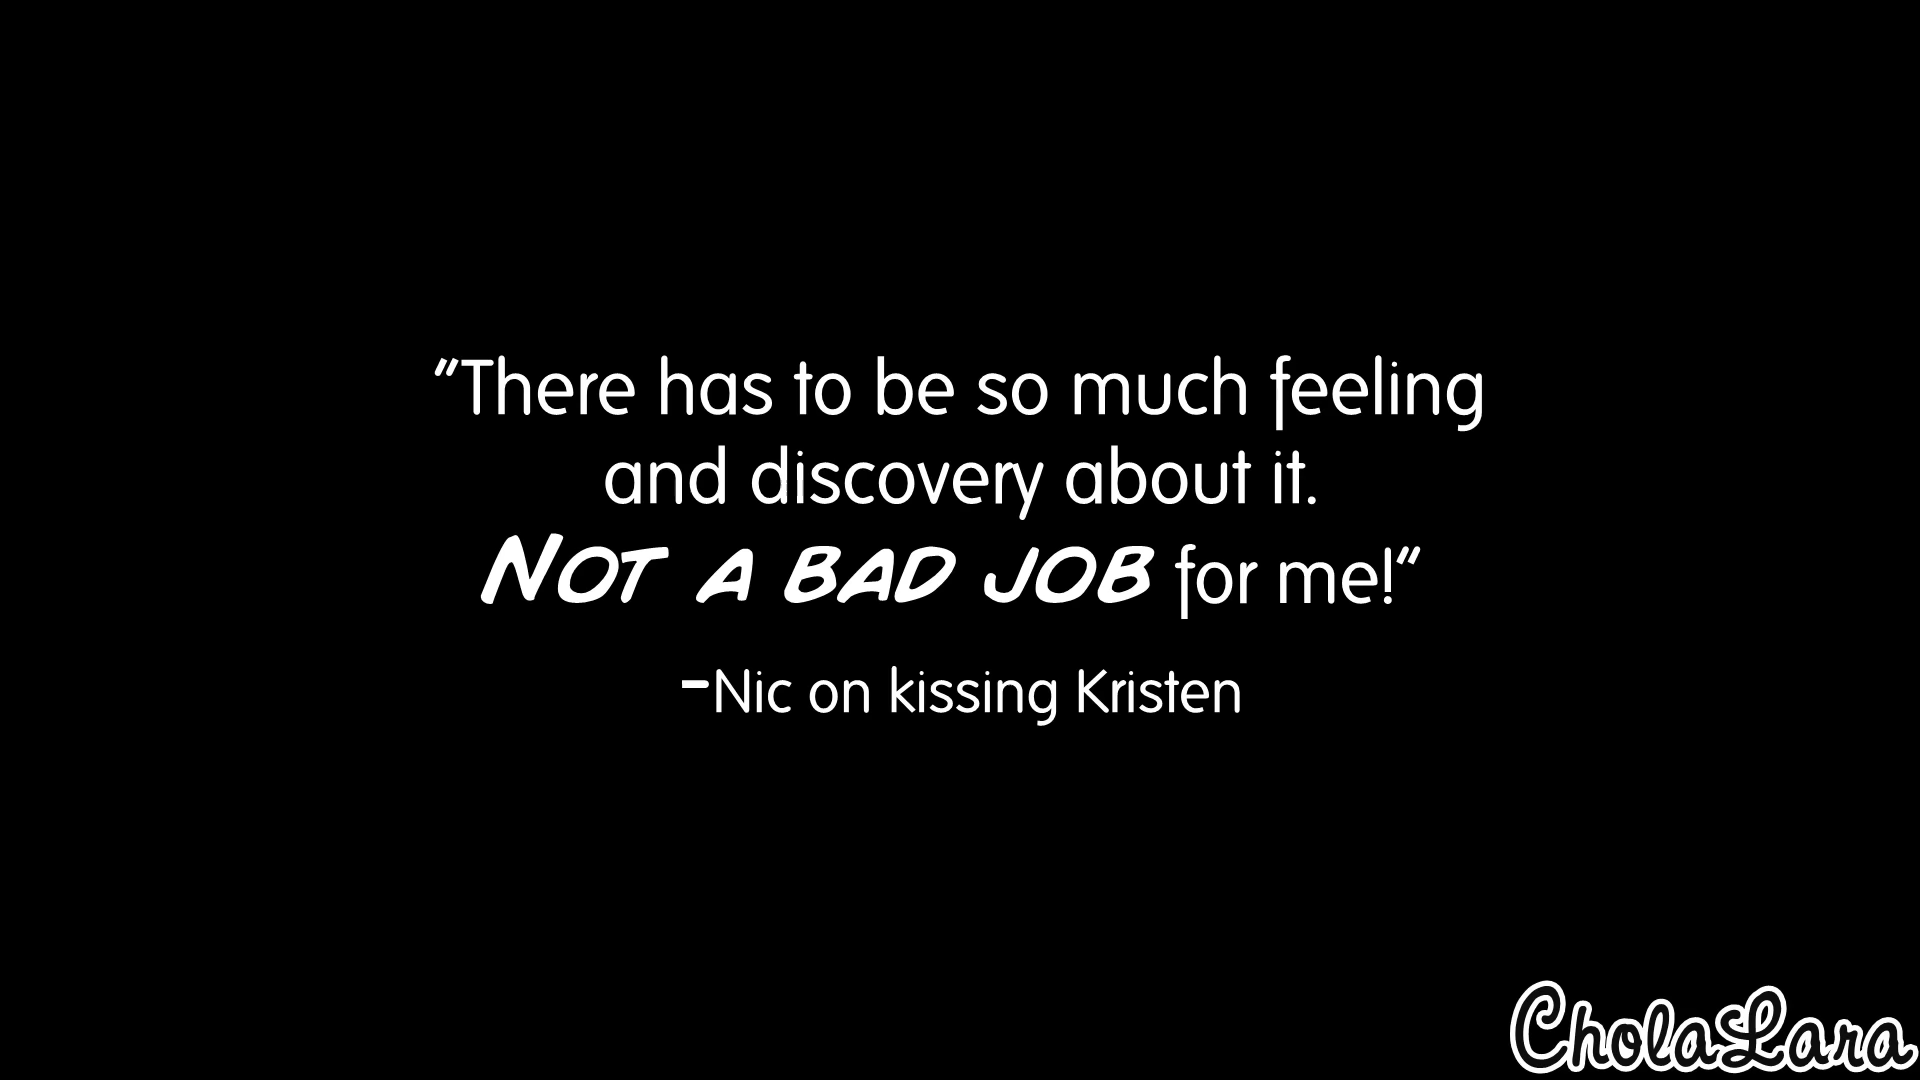 "There has to be so much feeling
and discovery about it.
NOT A BAD JOB for me!"
-Nic on kissing Kristen
CholaLara